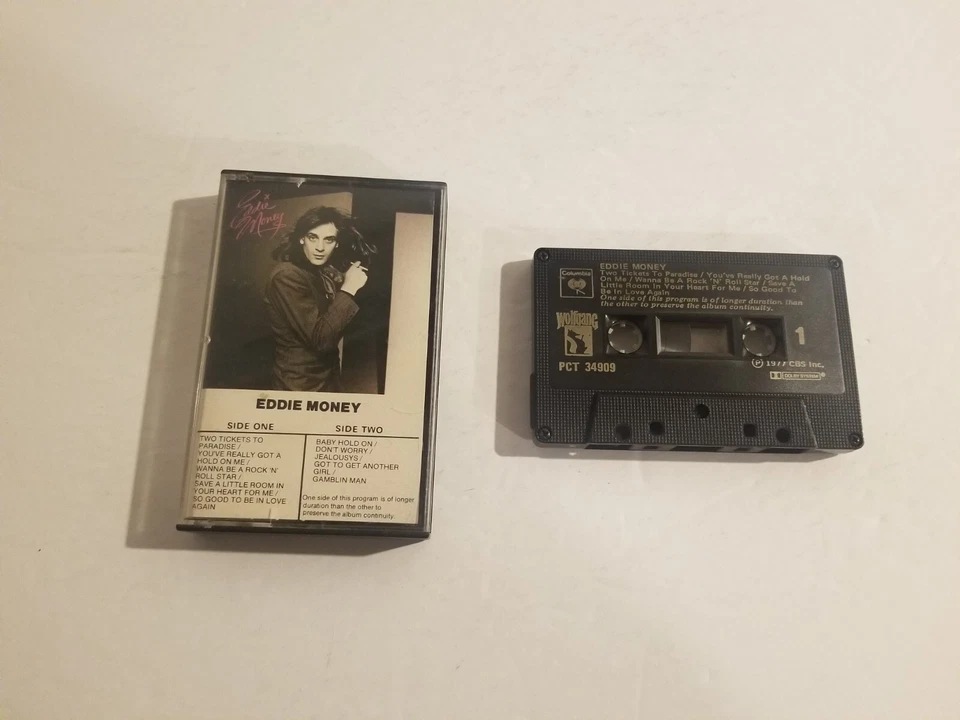 Eddie
Money
EDDIE MONEY
SIDE ONE
TWO TICKETS TO
PARADISE /
YOU'VE REALLY GOT A
HOLD ON ME /
WANNA BE A ROCK 'N'
ROLL STAR /
SAVE A LITTLE ROOM IN
YOUR HEART FOR ME /
SO GOOD TO BE IN LOVE
AGAIN
SIDE TWO
BABY HOLD ON /
DON'T WORRY /
JEALOUSYS /
GOT TO GET ANOTHER
GIRL /
GAMBLIN MAN
One side of this program is of longer
duration than the other to
preserve the album continuity.
Columbia
EDDIE MONEY
Two Tickets To Paradise / You've Really Got A Hold
On Me / Wanna Be A Rock 'N' Roll Star / Save A
Little Room In Your Heart For Me / So Good To
Be In Love Again
One side of this program is of longer duration than
the other to preserve the album continuity.
Wolfgang
1
PCT 34909
℗ 1977 CBS Inc.
DOLBY SYSTEM®